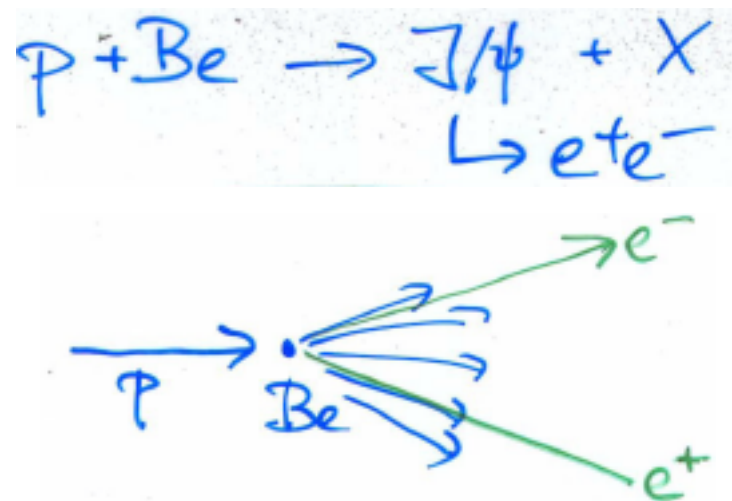 p + Be → J/ψ + X
↳ e+e−
e−
p
Be
e+